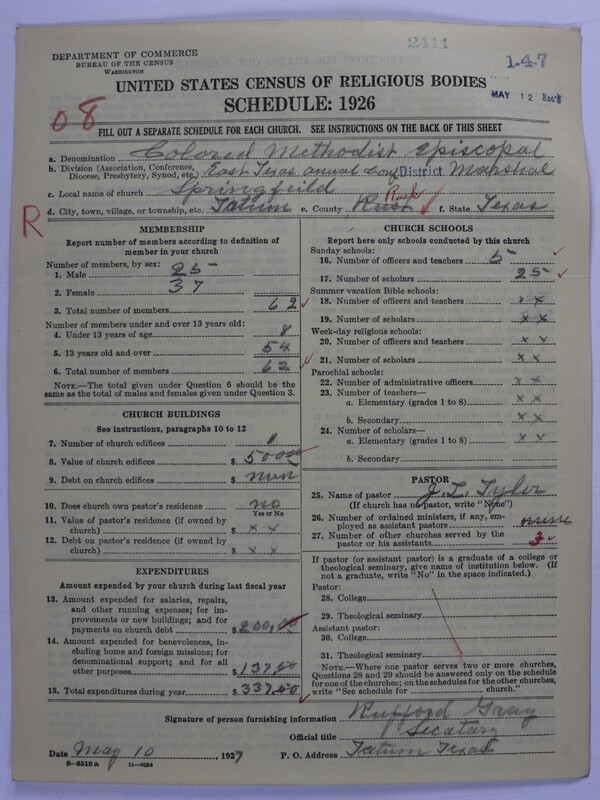 2411
DEPARTMENT OF COMMERCE
BUREAU OF THE CENSUS
WASHINGTON
1-4-7
MAY 12 Rec'd
UNITED STATES CENSUS OF RELIGIOUS BODIES
SCHEDULE: 1926
08
FILL OUT A SEPARATE SCHEDULE FOR EACH CHURCH. SEE INSTRUCTIONS ON THE BACK OF THIS SHEET
a. Denomination Colored Methodist Episcopal
b. Division (Association, Conference, Diocese, Presbytery, Synod, etc.) East Texas annual Conf District Marshal
c. Local name of church Springfeild
R
d. City, town, village, or township, etc. Tatum e. County Rust Rusk f. State Texas
MEMBERSHIP
Report number of members according to definition of
member in your church
Number of members, by sex:
1. Male 25
2. Female 37
3. Total number of members 62
Number of members under and over 13 years old:
4. Under 13 years of age 8
5. 13 years old and over 54
6. Total number of members 62
NOTE.—The total given under Question 6 should be the
same as the total of males and females given under Question 3.
CHURCH BUILDINGS
See instructions, paragraphs 10 to 12
7. Number of church edifices 1
8. Value of church edifices $ 500
9. Debt on church edifices $ nun
10. Does church own pastor's residence no
Yes or No
11. Value of pastor's residence (if owned by
church) $ x x
12. Debt on pastor's residence (if owned by
church) $ x x
EXPENDITURES
Amount expended by your church during last fiscal year
13. Amount expended for salaries, repairs,
and other running expenses; for im-
provements or new buildings; and for
payments on church debt $ 200.00
14. Amount expended for benevolences, in-
cluding home and foreign missions; for
denominational support; and for all
other purposes $ 137.50
15. Total expenditures during year $ 337.50
CHURCH SCHOOLS
Report here only schools conducted by this church
Sunday schools:
16. Number of officers and teachers 5
17. Number of scholars 25
Summer vacation Bible schools:
18. Number of officers and teachers x x
19. Number of scholars x x
Week-day religious schools:
20. Number of officers and teachers x x
21. Number of scholars x x
Parochial schools:
22. Number of administrative officers x x
23. Number of teachers—
a. Elementary (grades 1 to 8) x x
b. Secondary x x
24. Number of scholars—
a. Elementary (grades 1 to 8) x x
b. Secondary
PASTOR
25. Name of pastor J. L. Tyler
(If church has no pastor, write "None")
26. Number of ordained ministers, if any, em-
ployed as assistant pastors nune
27. Number of other churches served by the
pastor or his assistants 3
If pastor (or assistant pastor) is a graduate of a college or
theological seminary, give name of institution below. (If
not a graduate, write "No" in the space indicated.)
Pastor:
28. College
29. Theological seminary
Assistant pastor:
30. College
31. Theological seminary
NOTE.—Where one pastor serves two or more churches,
Questions 28 and 29 should be answered only on the schedule
for one of the churches; on the schedules for the other churches,
write "See schedule for church."
Signature of person furnishing information Rufford Gray
Official title Secatary
Date May 10 1927 P. O. Address Tatum Texas
8-5518 a 11-9034